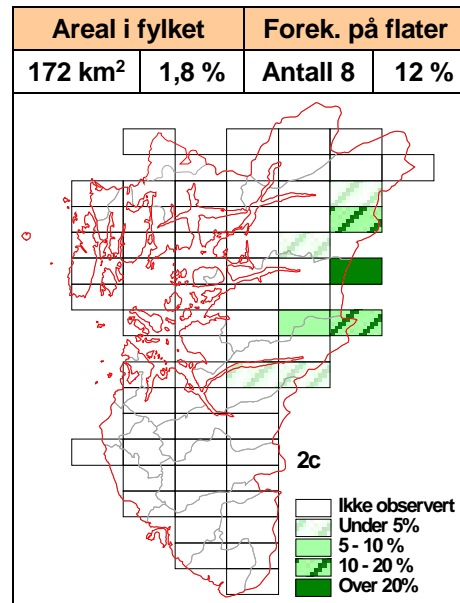 Areal i fylket Forek. på flater
172 km² 1,8 % Antall 8 12 %
2c
Ikke observert
Under 5%
5 - 10 %
10 - 20 %
Over 20%